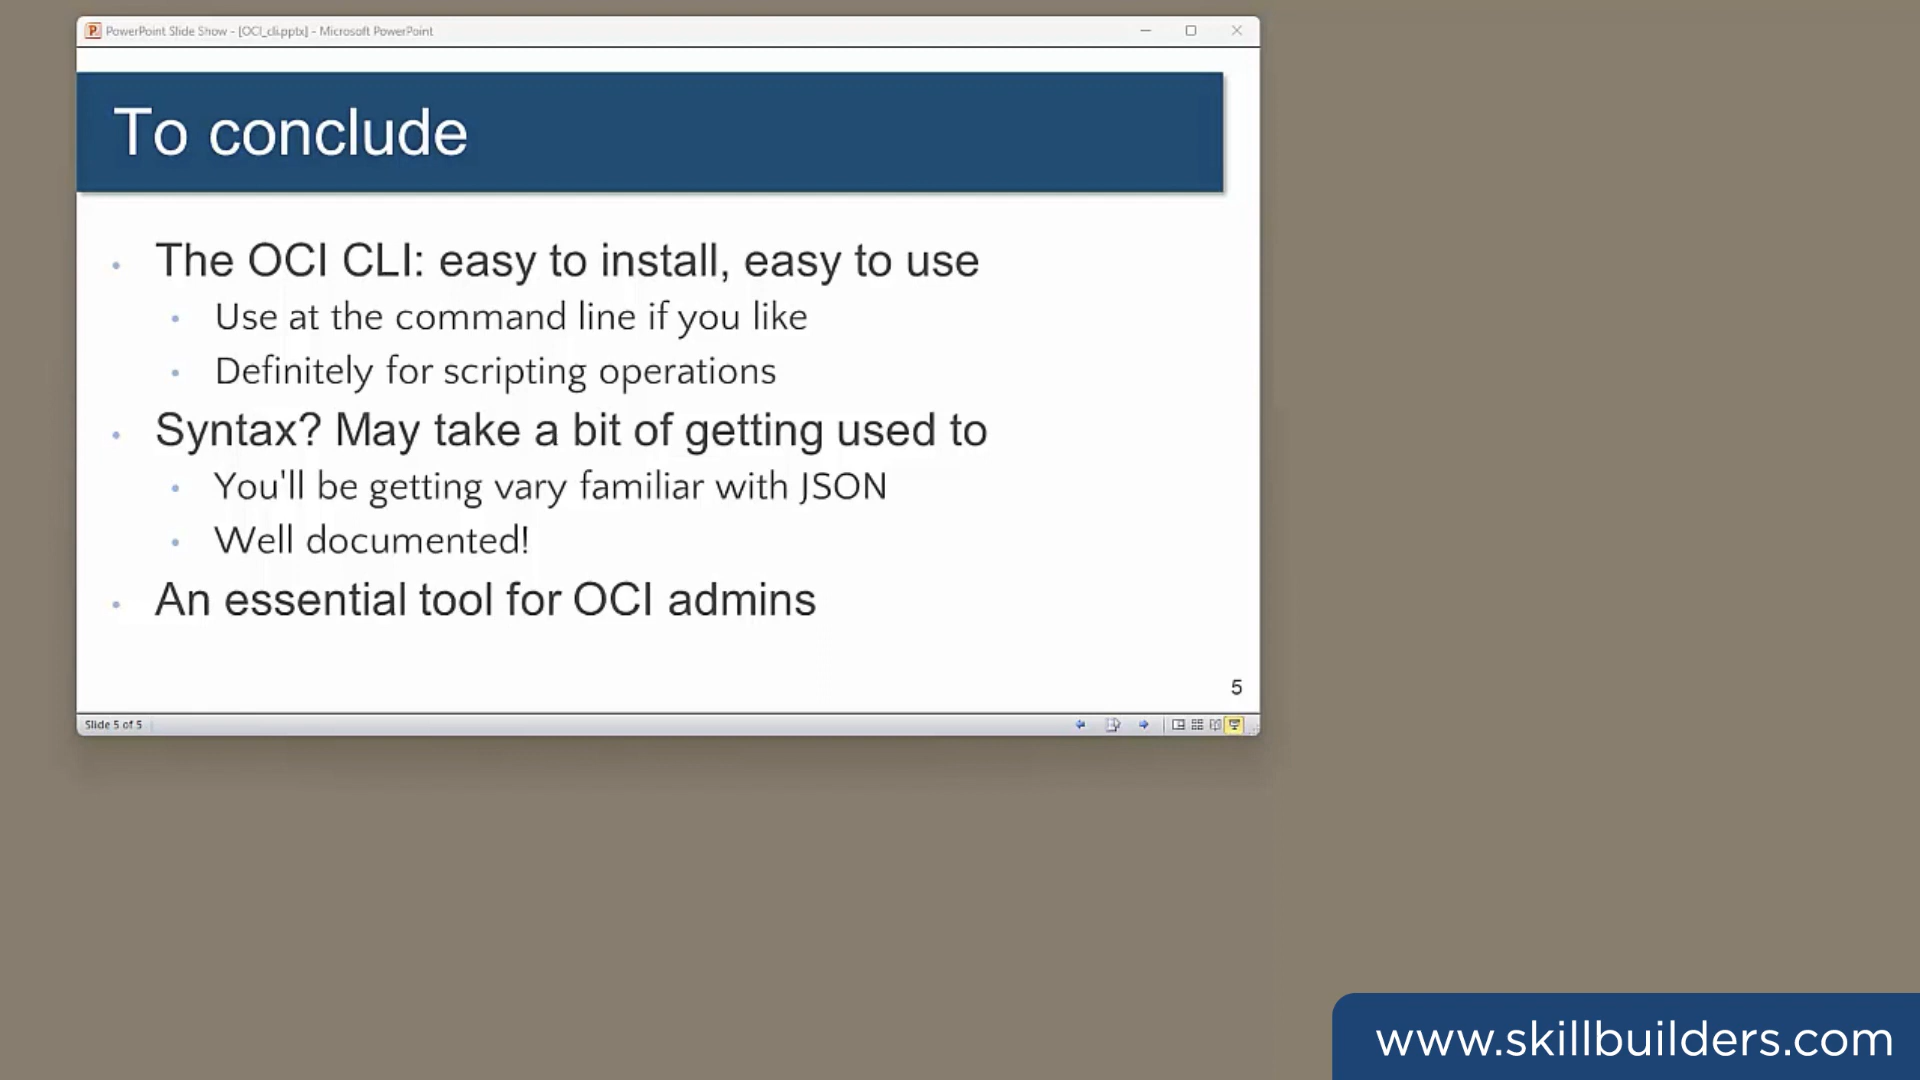 PowerPoint Slide Show - [OCI_cli.pptx] - Microsoft PowerPoint
To conclude
• The OCI CLI: easy to install, easy to use
• Use at the command line if you like
• Definitely for scripting operations
• Syntax? May take a bit of getting used to
• You'll be getting vary familiar with JSON
• Well documented!
• An essential tool for OCI admins
5
Slide 5 of 5
www.skillbuilders.com